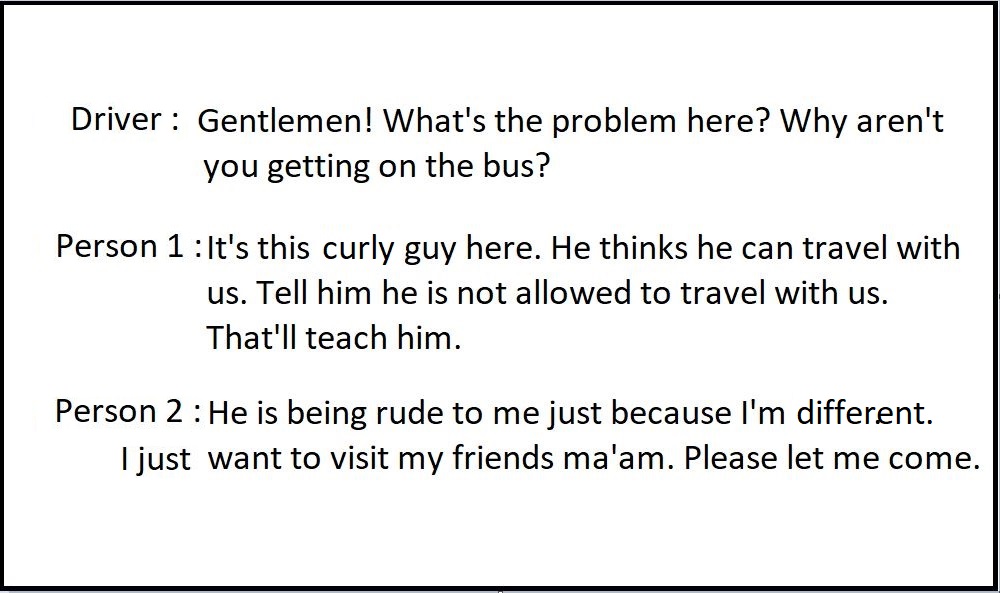 Driver : Gentlemen! What's the problem here? Why aren't
you getting on the bus?
Person 1 : It's this curly guy here. He thinks he can travel with
us. Tell him he is not allowed to travel with us.
That'll teach him.
Person 2 : He is being rude to me just because I'm different.
I just want to visit my friends ma'am. Please let me come.